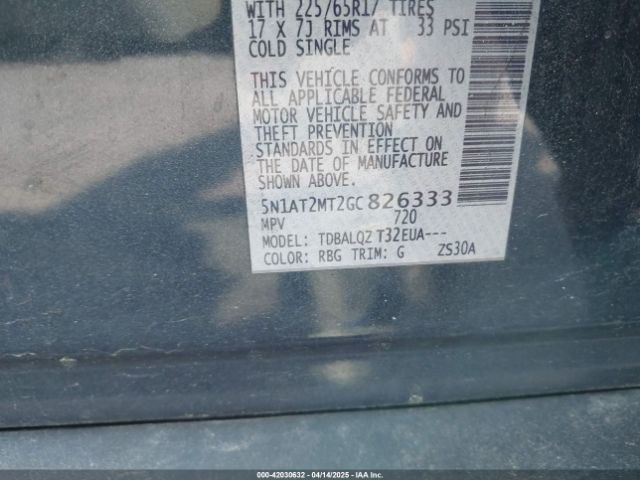 WITH 225/65R17 TIRES
17 X 7J RIMS AT 33 PSI
COLD SINGLE
THIS VEHICLE CONFORMS TO
ALL APPLICABLE FEDERAL
MOTOR VEHICLE SAFETY AND
THEFT PREVENTION
STANDARDS IN EFFECT ON
THE DATE OF MANUFACTURE
SHOWN ABOVE.
5N1AT2MT2GC826333
MPV 720
MODEL: TDBALQZ T32EUA---
COLOR: RBG TRIM: G ZS30A
000-42030632 - 04/14/2025 - IAAI, Inc.